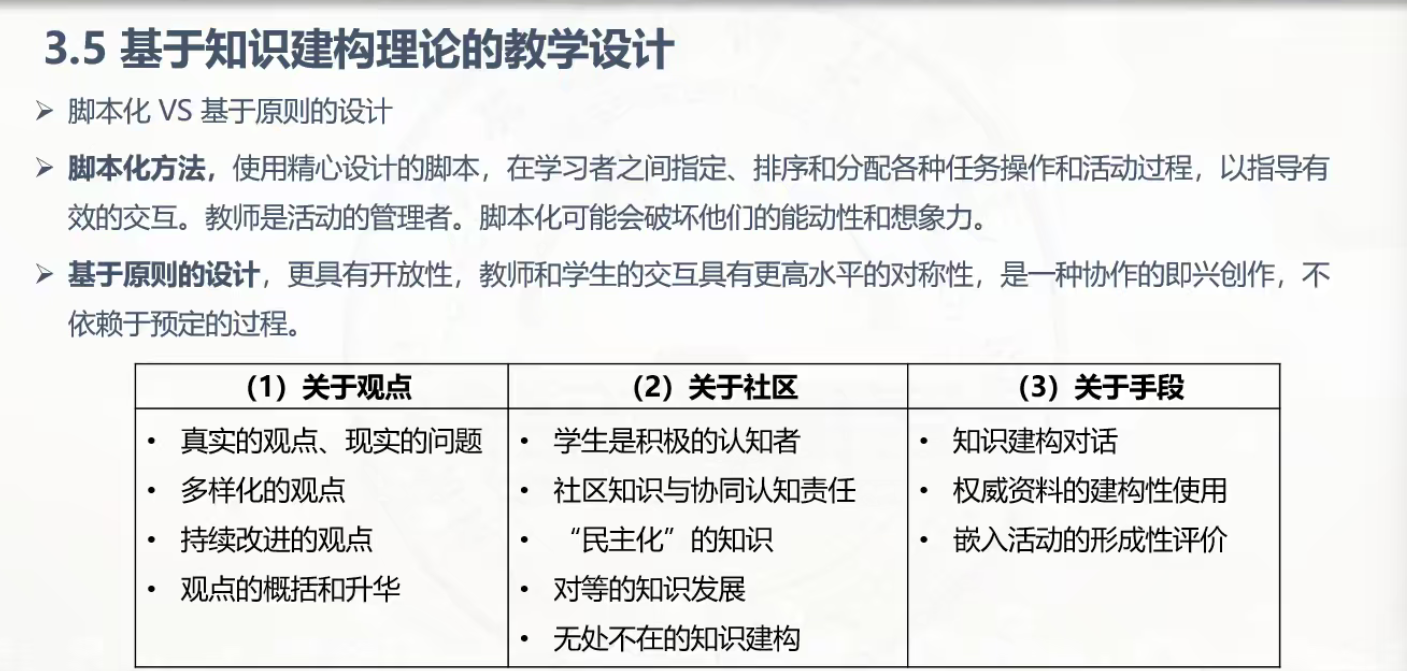 3.5 基于知识建构理论的教学设计
➢ 脚本化 VS 基于原则的设计
➢ 脚本化方法，使用精心设计的脚本，在学习者之间指定、排序和分配各种任务操作和活动过程，以指导有
效的交互。教师是活动的管理者。脚本化可能会破坏他们的能动性和想象力。
➢ 基于原则的设计，更具有开放性，教师和学生的交互具有更高水平的对称性，是一种协作的即兴创作，不
依赖于预定的过程。
（1）关于观点
• 真实的观点、现实的问题
• 多样化的观点
• 持续改进的观点
• 观点的概括和升华
（2）关于社区
• 学生是积极的认知者
• 社区知识与协同认知责任
• “民主化”的知识
• 对等的知识发展
• 无处不在的知识建构
（3）关于手段
• 知识建构对话
• 权威资料的建构性使用
• 嵌入活动的形成性评价